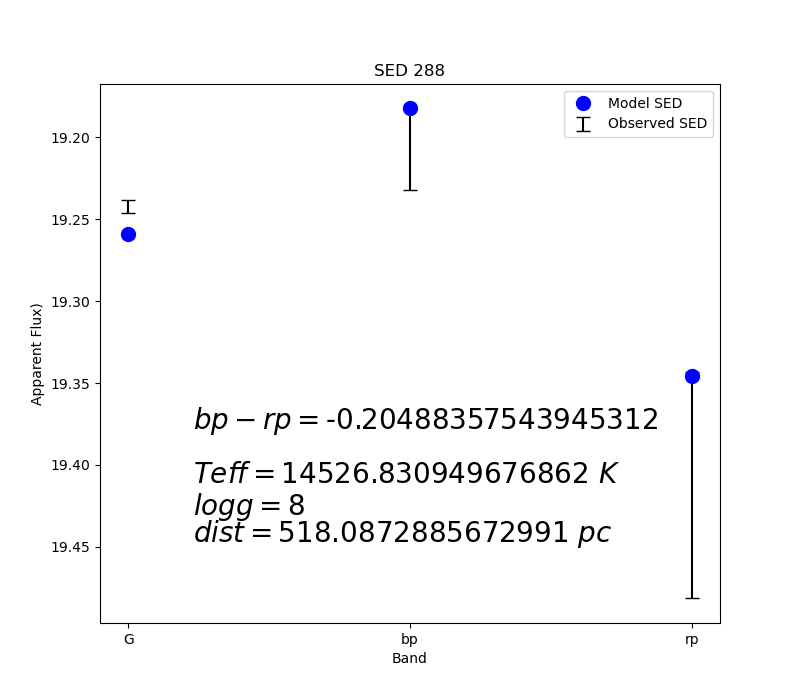 SED 288
Model SED
Observed SED
19.20
19.25
19.30
19.35
19.40
19.45
Apparent Flux)
bp − rp = -0.20488357543945312
Teff = 14526.830949676862 K
logg = 8
dist = 518.0872885672991 pc
G
bp
rp
Band